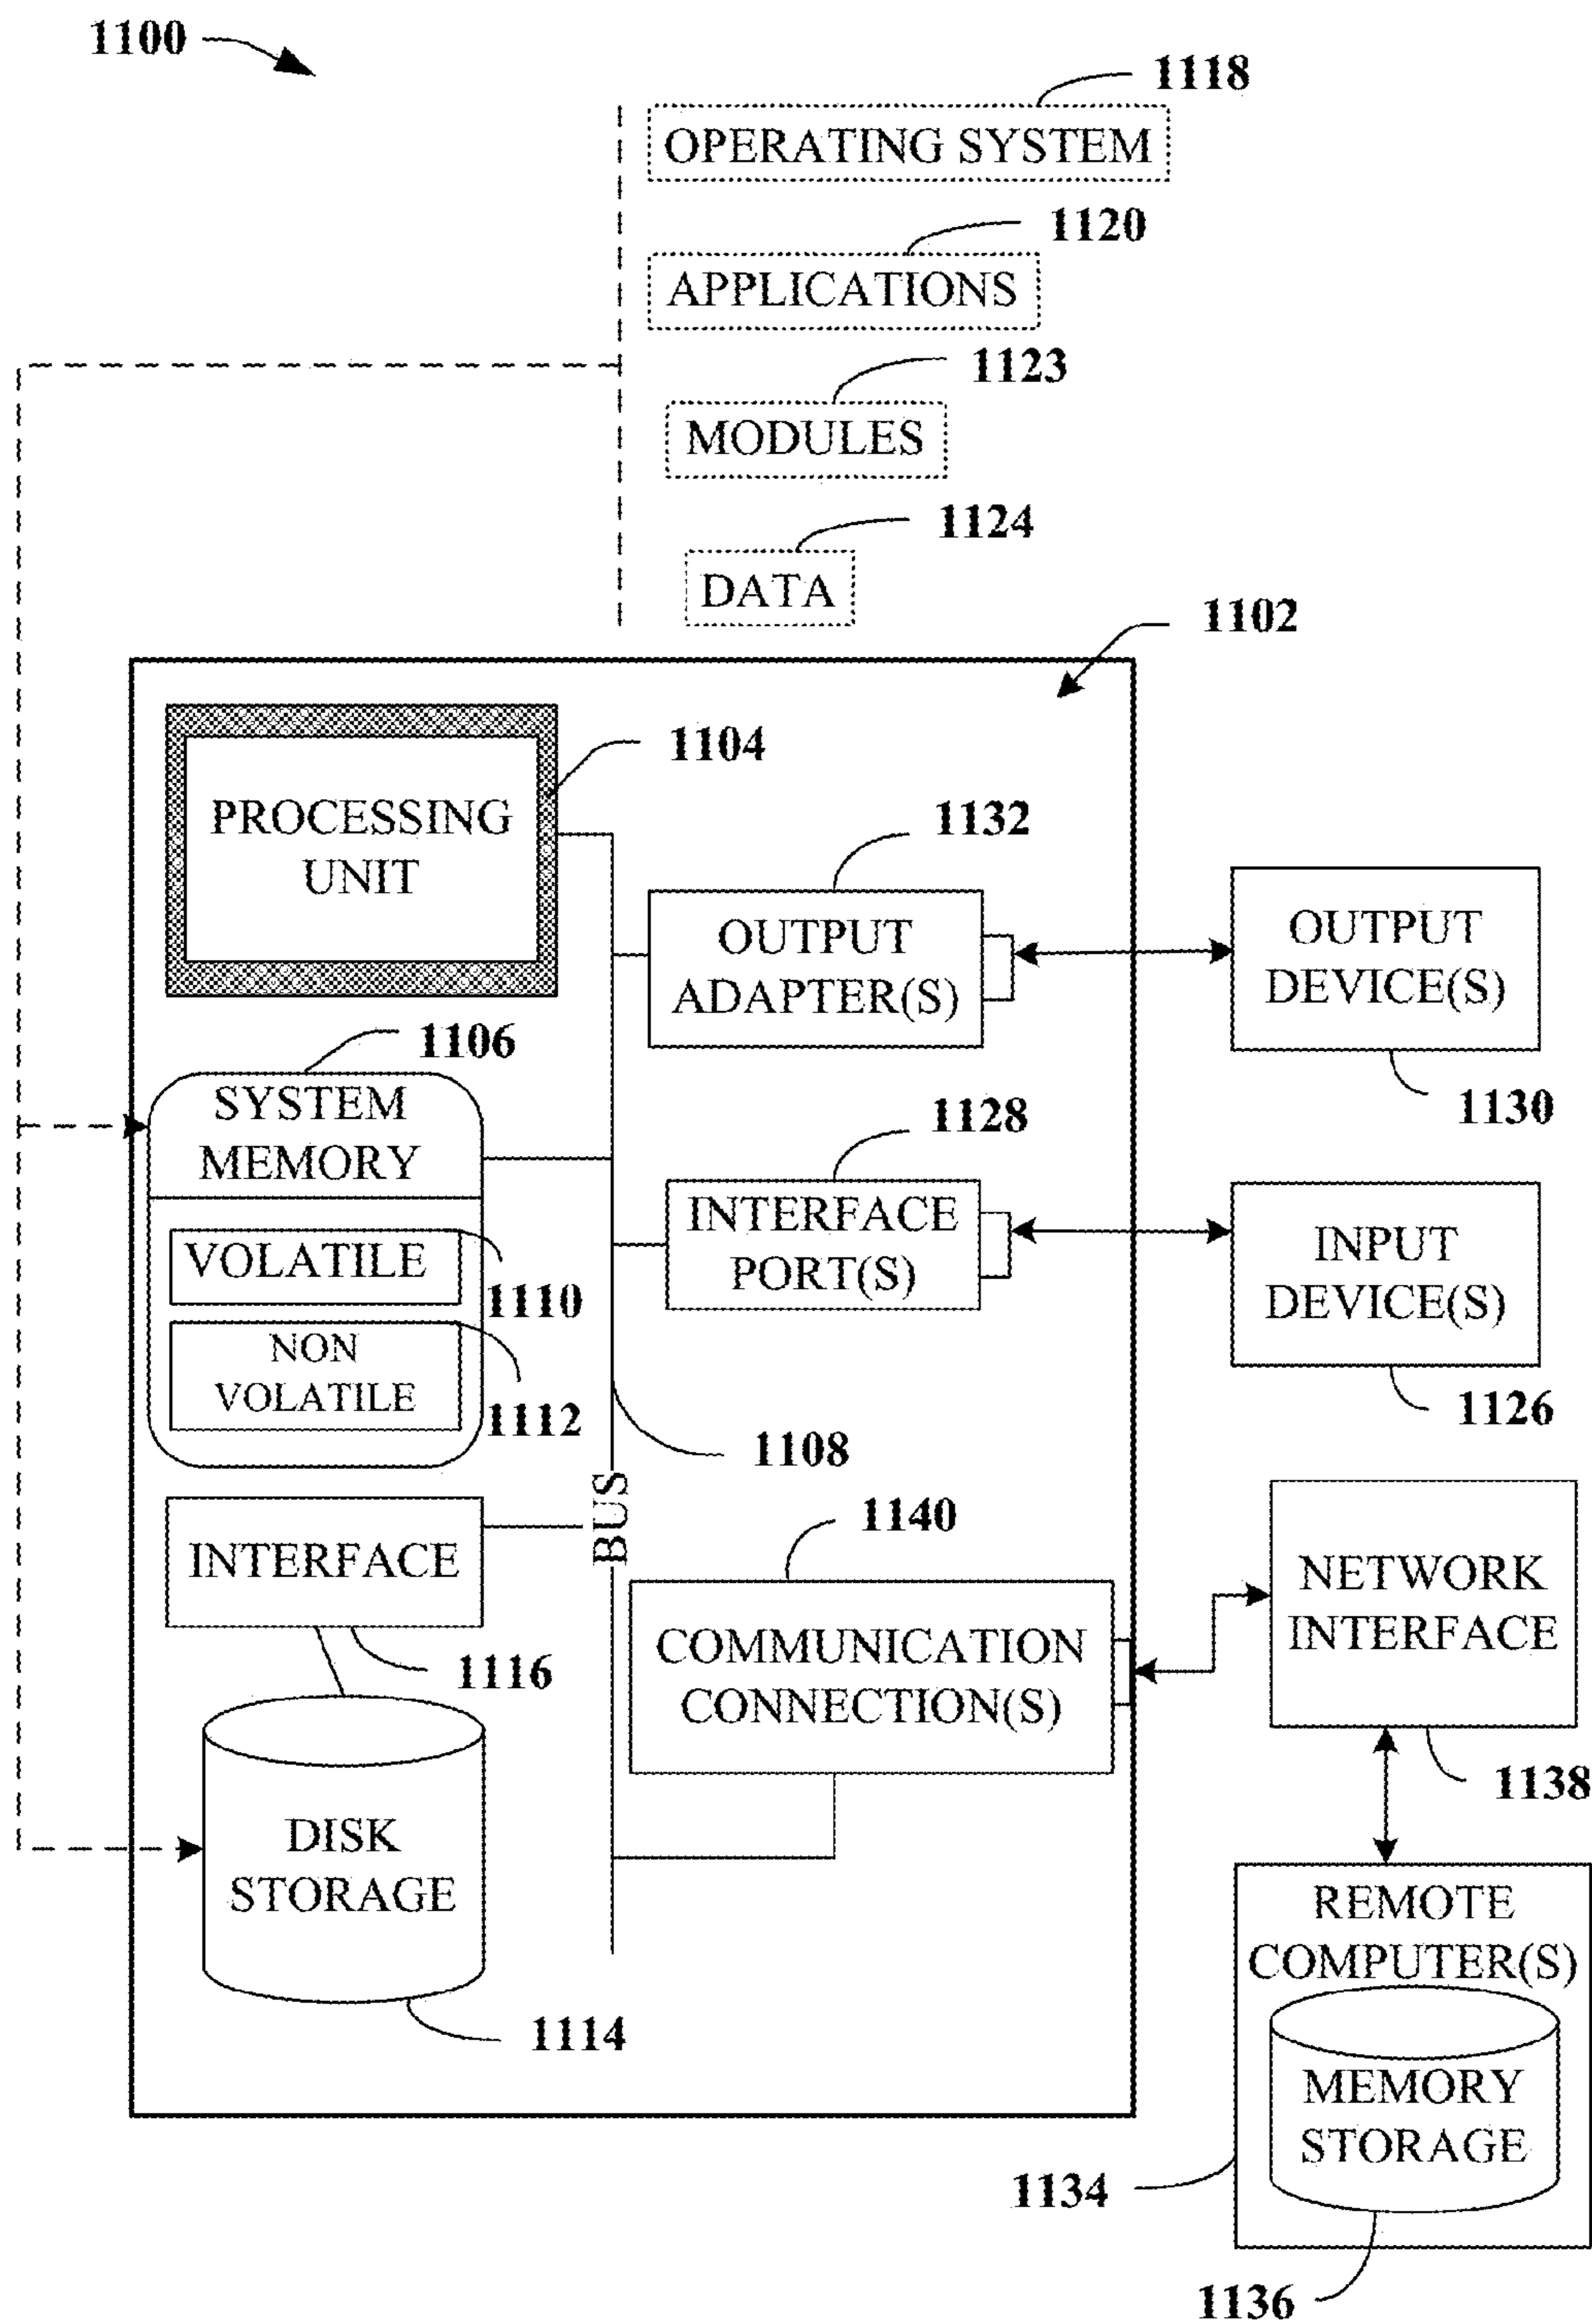 1100
1118
OPERATING SYSTEM
1120
APPLICATIONS
1123
MODULES
1124
DATA
1102
PROCESSING
UNIT
1104
1132
OUTPUT
ADAPTER(S)
OUTPUT
DEVICE(S)
1130
1106
SYSTEM
MEMORY
VOLATILE
1110
NON
VOLATILE
1112
1128
INTERFACE
PORT(S)
INPUT
DEVICE(S)
1126
1108
BUS
INTERFACE
1116
1140
COMMUNICATION
CONNECTION(S)
NETWORK
INTERFACE
1138
DISK
STORAGE
1114
REMOTE
COMPUTER(S)
MEMORY
STORAGE
1134
1136